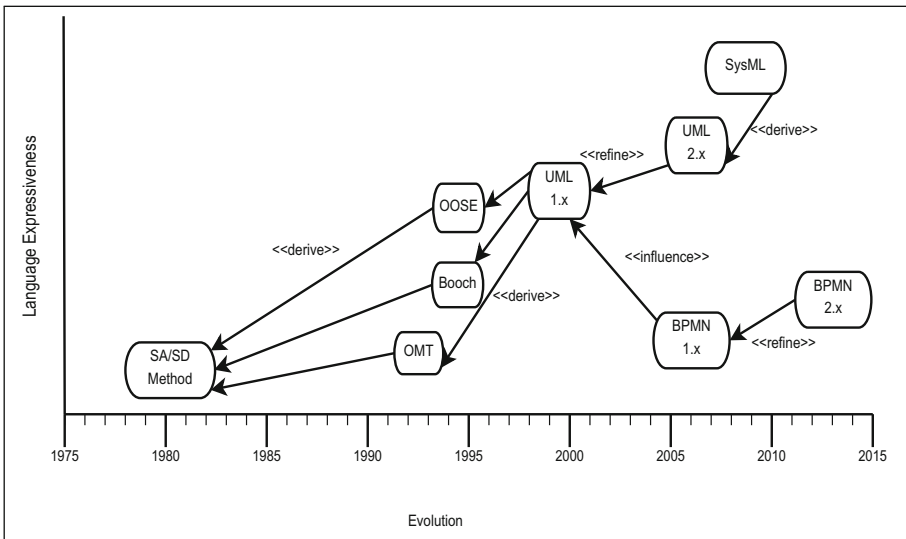 SysML
UML
2.x
<<derive>>
<<refine>>
UML
1.x
OOSE
Language Expressiveness
<<derive>>
<<influence>>
Booch
<<derive>>
BPMN
2.x
BPMN
1.x
<<refine>>
OMT
SA/SD
Method
1975
1980
1985
1990
1995
2000
2005
2010
2015
Evolution